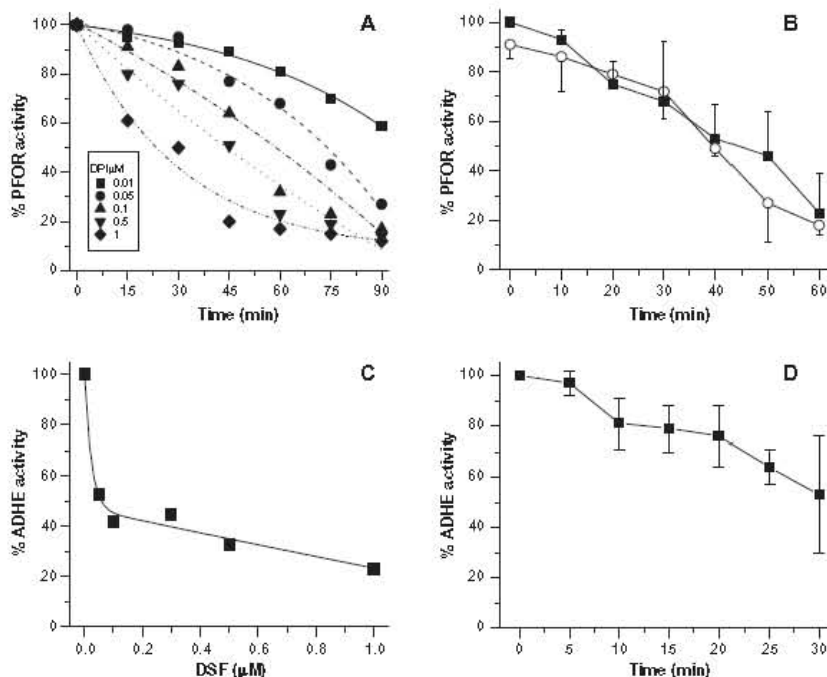 A
100
80
60
40
20
0
% PFOR activity
DPIµM
0.01
0.05
0.1
0.5
1
0 15 30 45 60 75 90
Time (min)
B
100
80
60
40
20
0
% PFOR activity
0 10 20 30 40 50 60
Time (min)
C
100
80
60
40
20
0
% ADHE activity
0.0 0.2 0.4 0.6 0.8 1.0
DSF (µM)
D
100
80
60
40
20
0
% ADHE activity
0 5 10 15 20 25 30
Time (min)